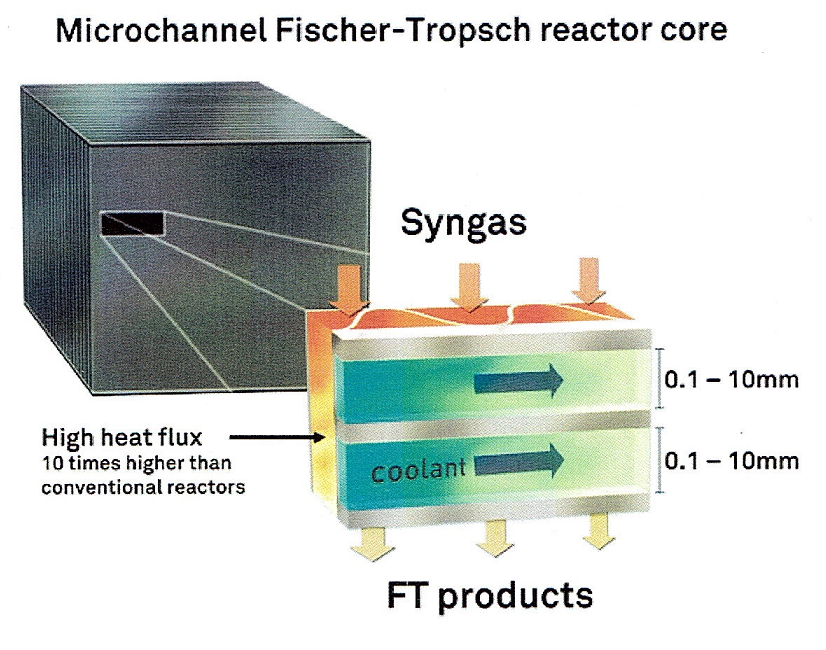 Microchannel Fischer-Tropsch reactor core
Syngas
0.1 – 10mm
High heat flux
10 times higher than
conventional reactors
coolant
0.1 – 10mm
FT products